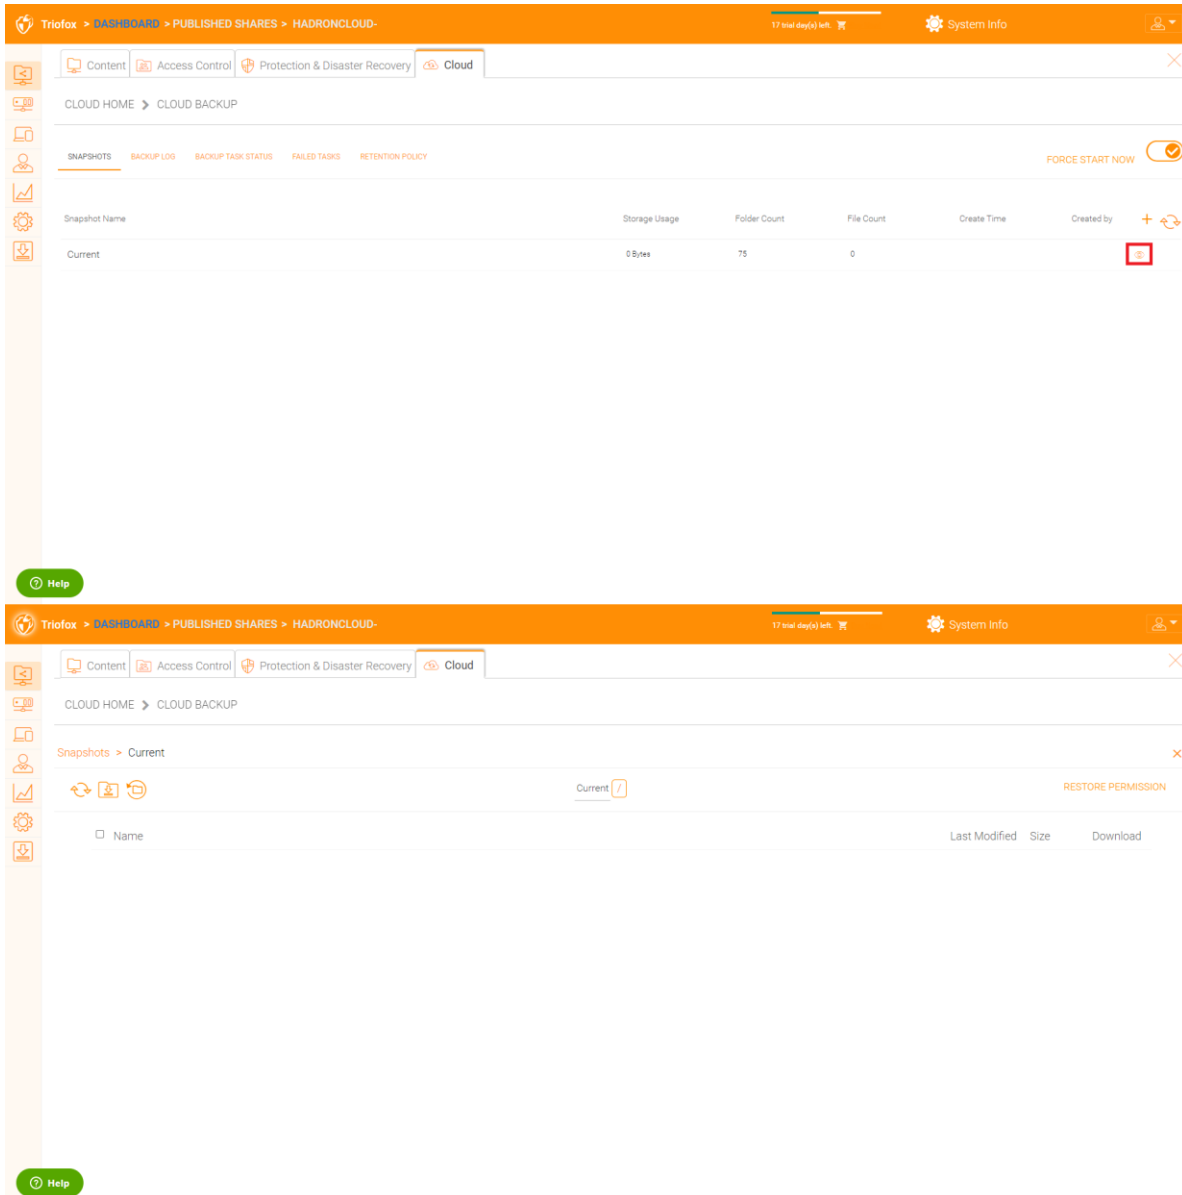 Triofox > DASHBOARD > PUBLISHED SHARES > HADRONCLOUD-
17 trial day(s) left.
System Info
Content
Access Control
Protection & Disaster Recovery
Cloud
CLOUD HOME > CLOUD BACKUP
SNAPSHOTS BACKUP LOG BACKUP TASK STATUS FAILED TASKS RETENTION POLICY
FORCE START NOW
Snapshot Name Storage Usage Folder Count File Count Create Time Created by
Current 0 Bytes 75 0
Help
Triofox > DASHBOARD > PUBLISHED SHARES > HADRONCLOUD-
17 trial day(s) left.
System Info
Content
Access Control
Protection & Disaster Recovery
Cloud
CLOUD HOME > CLOUD BACKUP
Snapshots > Current
Current /
RESTORE PERMISSION
Name Last Modified Size Download
Help